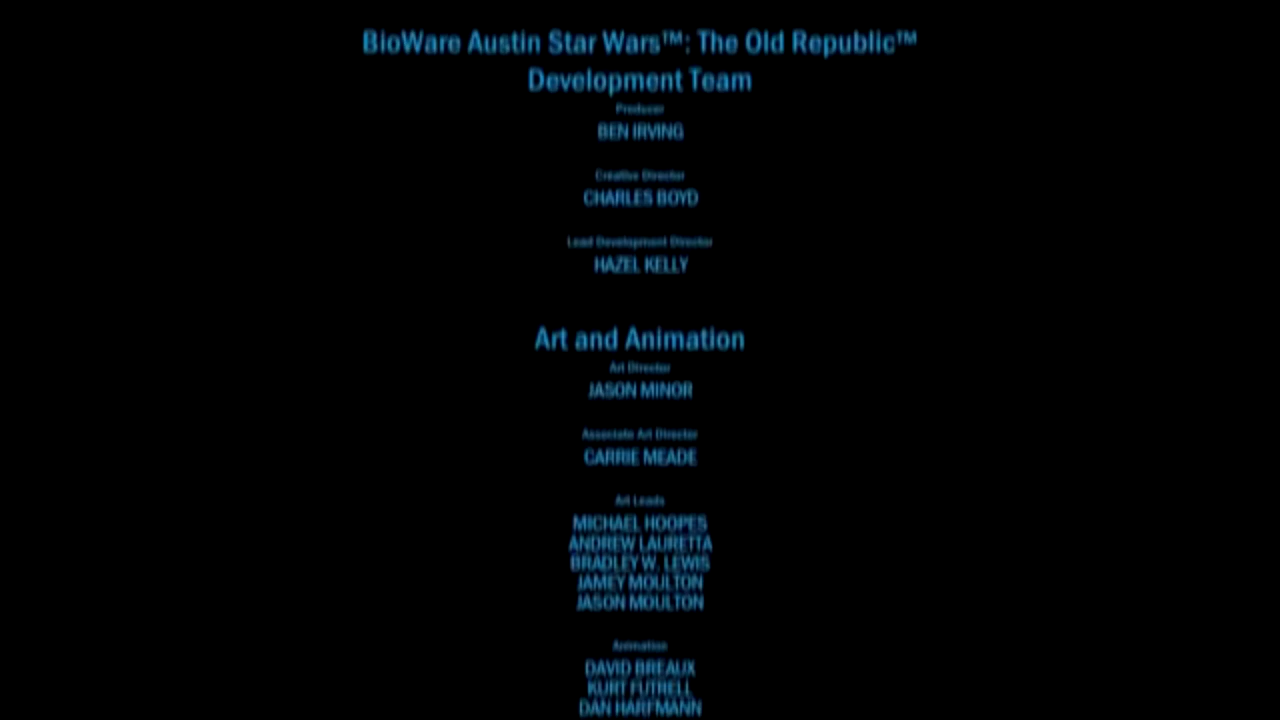 BioWare Austin Star Wars™: The Old Republic™
Development Team
Producer
BEN IRVING
Creative Director
CHARLES BOYD
Lead Development Director
HAZEL KELLY
Art and Animation
Art Director
JASON MINOR
Associate Art Director
CARRIE MEADE
Art Leads
MICHAEL HOOPES
ANDREW LAURETTA
BRADLEY W. LEWIS
JAMEY MOULTON
JASON MOULTON
Animation
DAVID BREAUX
KURT FUTRELL
DAN HARFMANN